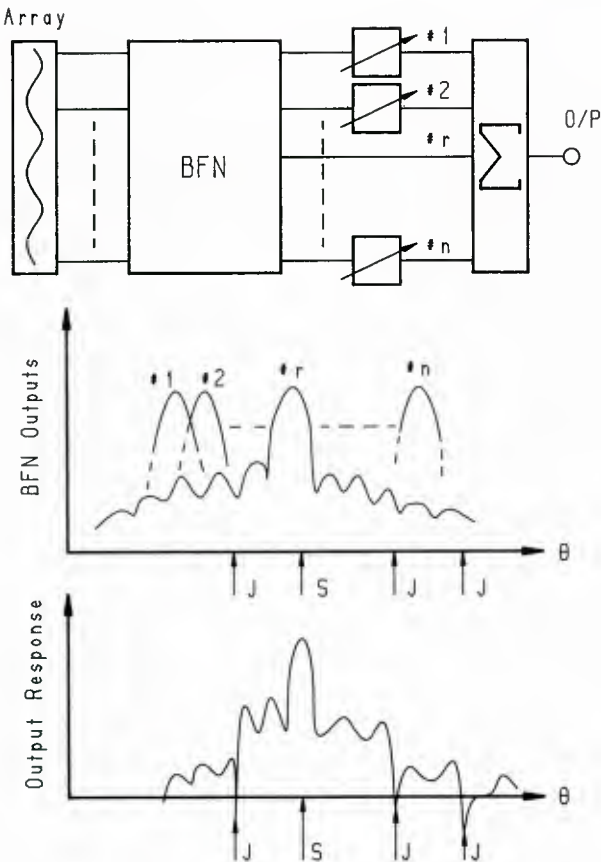 Array
#1
#2
O/P
#r
BFN
Σ
#n
BFN Outputs
#1 #2 #r #n
θ
J S J J
Output Response
θ
J S J J